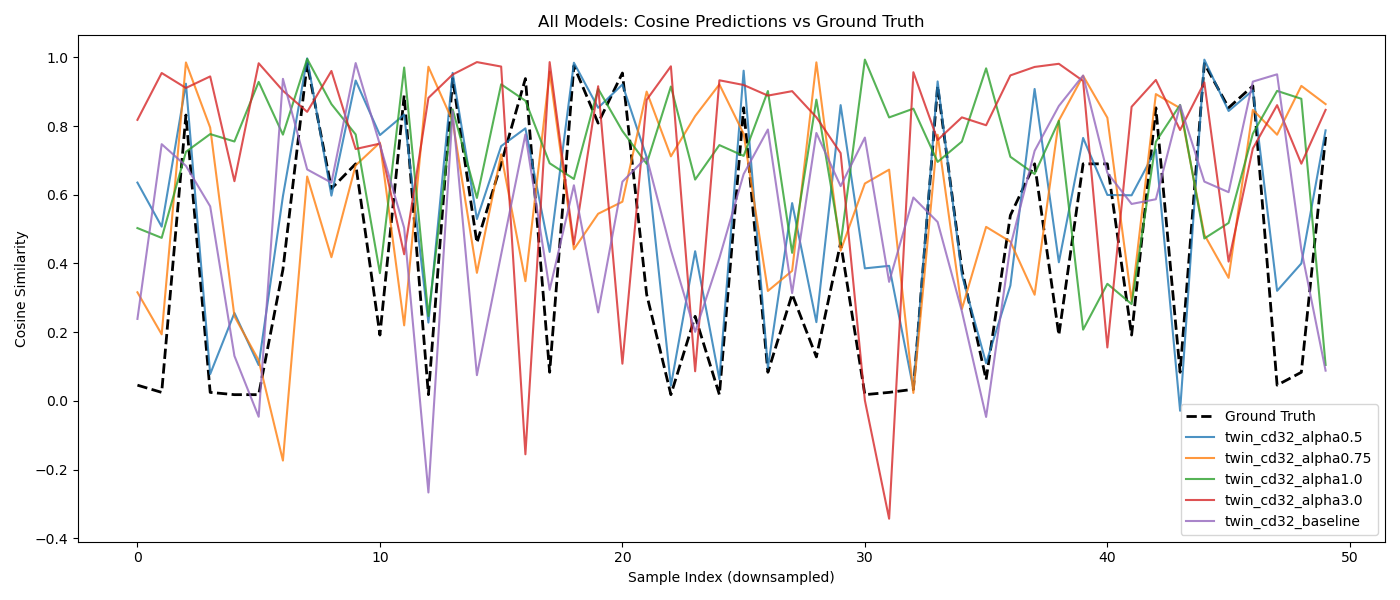 All Models: Cosine Predictions vs Ground Truth
1.0
0.8
0.6
0.4
0.2
0.0
−0.2
−0.4
Cosine Similarity
0
10
20
30
40
50
Sample Index (downsampled)
Ground Truth
twin_cd32_alpha0.5
twin_cd32_alpha0.75
twin_cd32_alpha1.0
twin_cd32_alpha3.0
twin_cd32_baseline